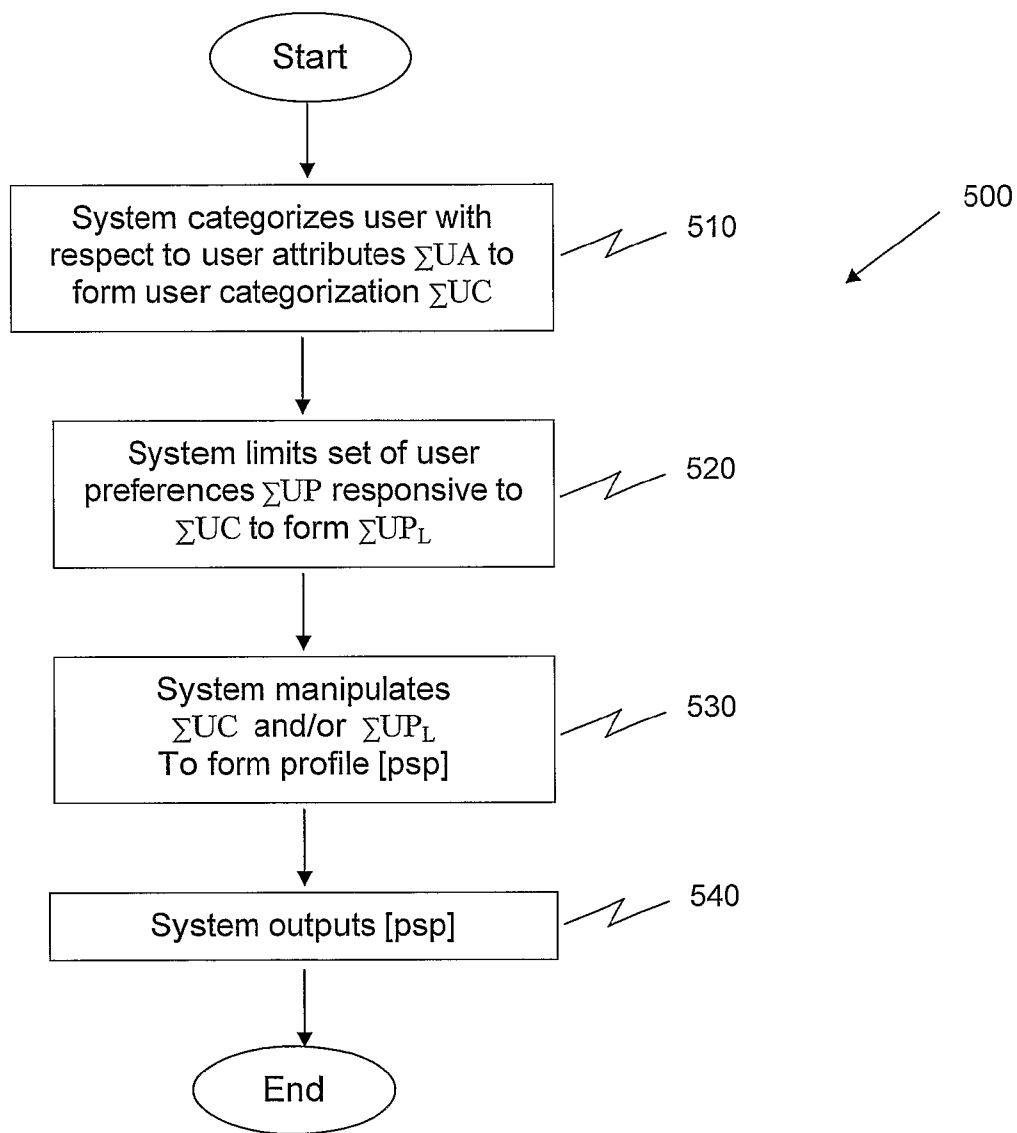 Start
500
System categorizes user with
respect to user attributes ∑UA to
form user categorization ∑UC
510
System limits set of user
preferences ∑UP responsive to
∑UC to form ∑UP_L
520
System manipulates
∑UC and/or ∑UP_L
To form profile [psp]
530
System outputs [psp]
540
End